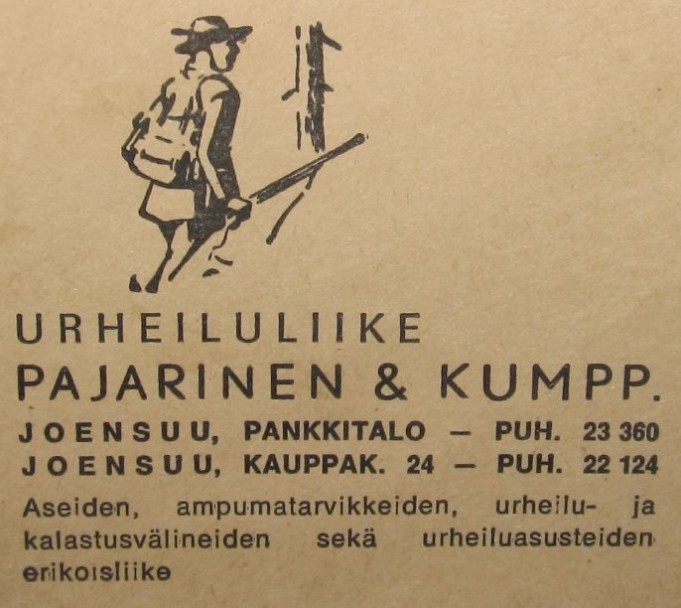 URHEILULIIKE
PAJARINEN & KUMPP.
JOENSUU, PANKKITALO — PUH. 23 360
JOENSUU, KAUPPAK. 24 — PUH. 22 124
Aseiden, ampumatarvikkeiden, urheilu- ja
kalastusvälineiden sekä urheiluasusteiden
erikoisliike